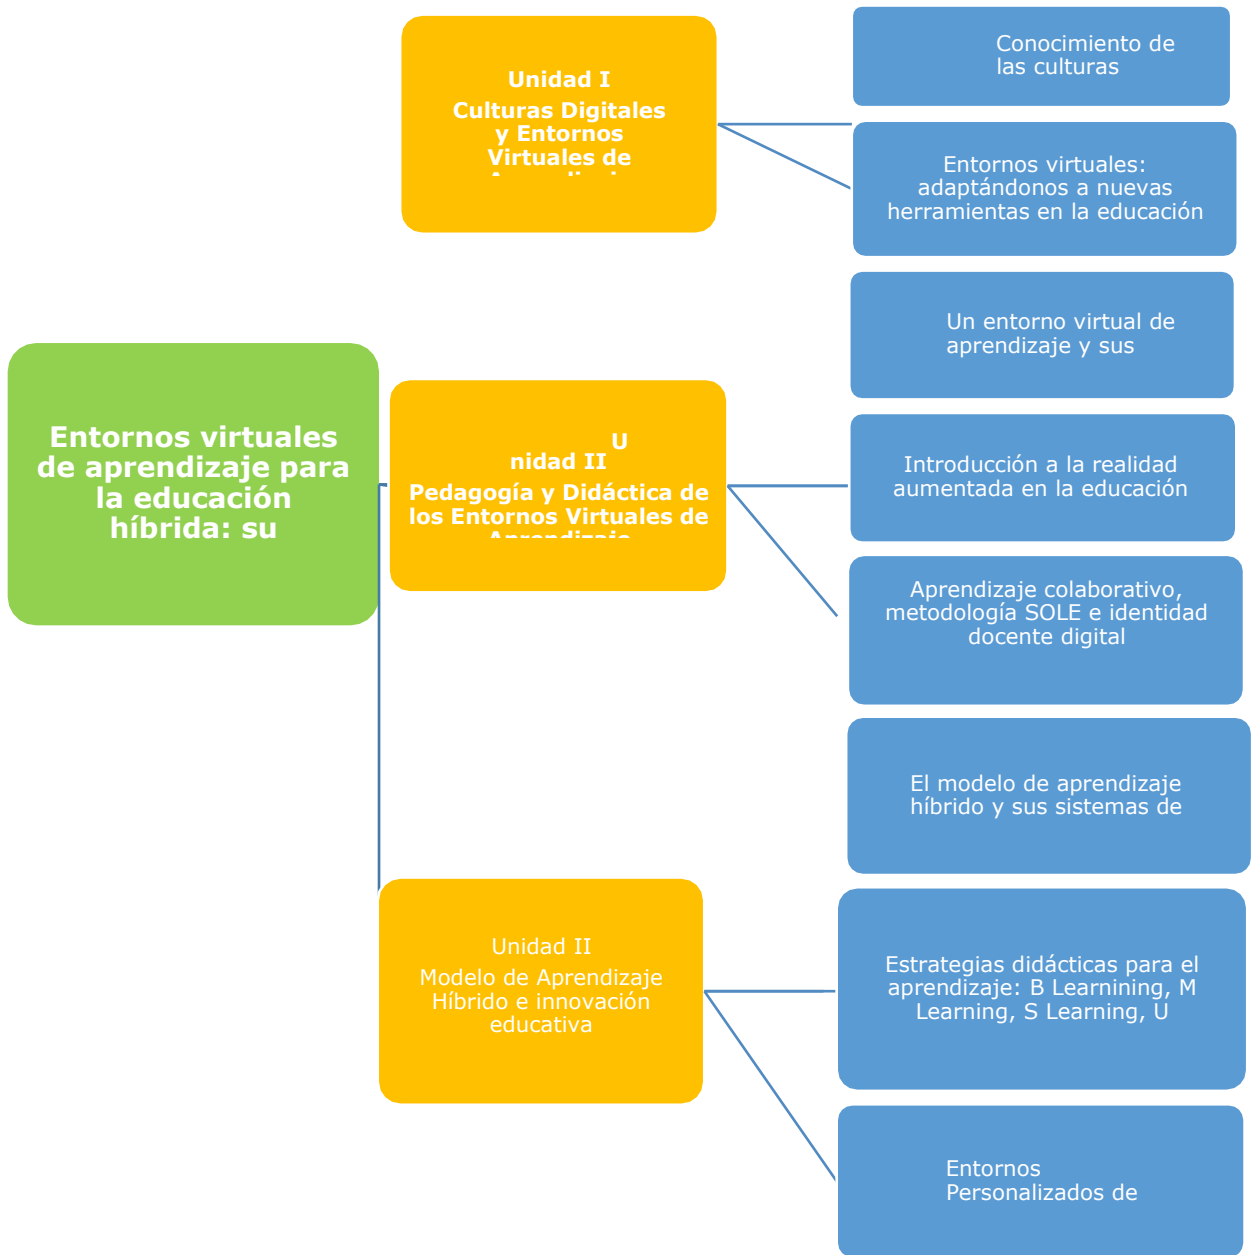 Entornos virtuales
de aprendizaje para
la educación
híbrida: su
Unidad I
Culturas Digitales
y Entornos
Virtuales de
Conocimiento de
las culturas
Entornos virtuales:
adaptándonos a nuevas
herramientas en la educación
U
nidad II
Pedagogía y Didáctica de
los Entornos Virtuales de
Aprendizaje
Un entorno virtual de
aprendizaje y sus
Introducción a la realidad
aumentada en la educación
Aprendizaje colaborativo,
metodología SOLE e identidad
docente digital
Unidad II
Modelo de Aprendizaje
Híbrido e innovación
educativa
El modelo de aprendizaje
híbrido y sus sistemas de
Estrategias didácticas para el
aprendizaje: B Learnining, M
Learning, S Learning, U
Entornos
Personalizados de